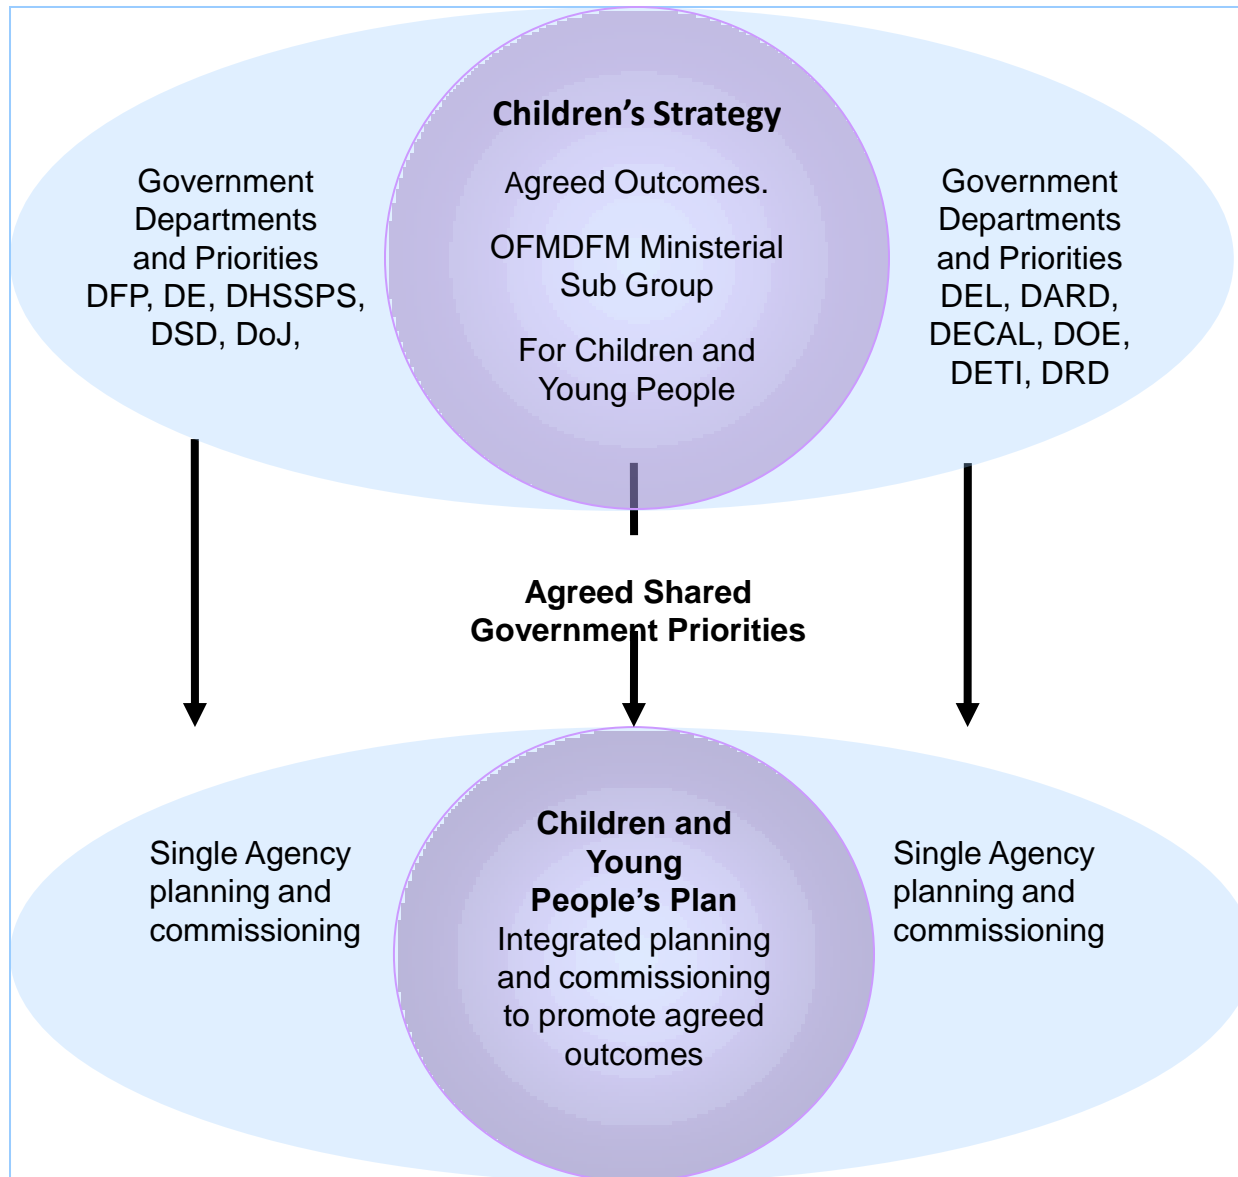 Children’s Strategy
Agreed Outcomes.
OFMDFM Ministerial
Sub Group
For Children and
Young People
Government
Departments
and Priorities
DFP, DE, DHSSPS,
DSD, DoJ,
Government
Departments
and Priorities
DEL, DARD,
DECAL, DOE,
DETI, DRD
Agreed Shared
Government Priorities
Single Agency
planning and
commissioning
Children and
Young
People’s Plan
Integrated planning
and commissioning
to promote agreed
outcomes
Single Agency
planning and
commissioning